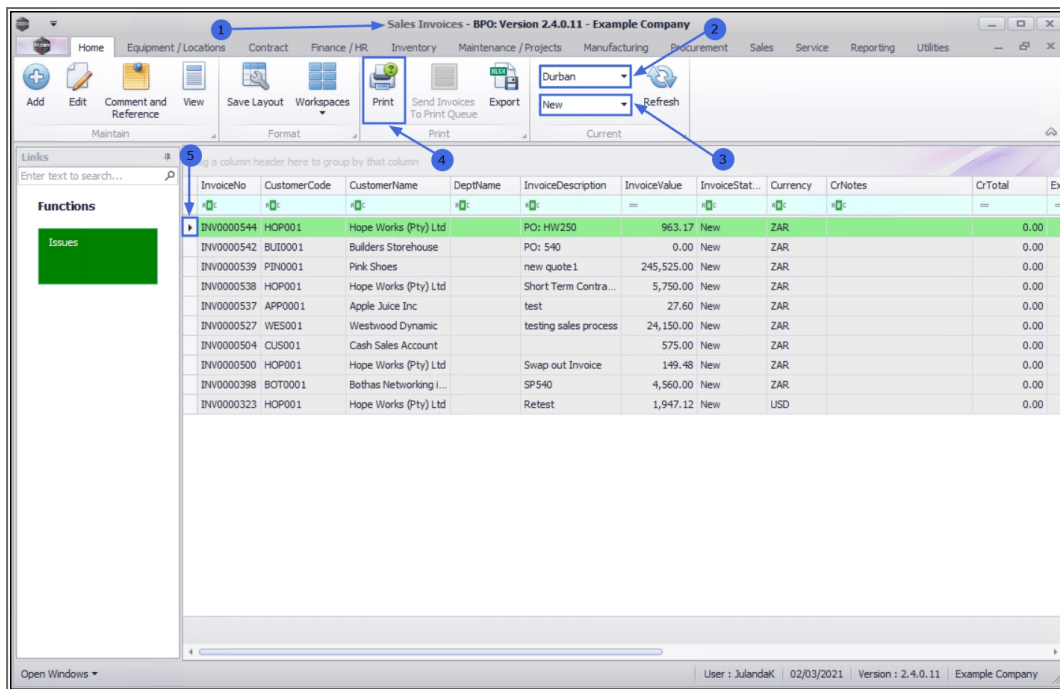 1
Sales Invoices - BPO: Version 2.4.0.11 - Example Company
2
Home Equipment / Locations Contract Finance / HR Inventory Maintenance / Projects Manufacturing Procurement Sales Service Reporting Utilities
Durban
New
Add Edit Comment and Reference View Save Layout Workspaces Print Send Invoices To Print Queue Export Refresh
Maintain Format Print Current
4 3
Links 5 a column header here to group by that column
Enter text to search...
Functions
Issues
InvoiceNo CustomerCode CustomerName DeptName InvoiceDescription InvoiceValue InvoiceStat... Currency CrNotes CrTotal Ex
INV0000544 HOP001 Hope Works (Pty) Ltd PO: HW250 963.17 New ZAR 0.00
INV0000542 BUI0001 Builders Storehouse PO: 540 0.00 New ZAR 0.00
INV0000539 PIN0001 Pink Shoes new quote1 245,525.00 New ZAR 0.00
INV0000538 HOP001 Hope Works (Pty) Ltd Short Term Contra... 5,750.00 New ZAR 0.00
INV0000537 APP0001 Apple Juice Inc test 27.60 New ZAR 0.00
INV0000527 WES001 Westwood Dynamic testing sales process 24,150.00 New ZAR 0.00
INV0000504 CUS001 Cash Sales Account 575.00 New ZAR 0.00
INV0000500 HOP001 Hope Works (Pty) Ltd Swap out Invoice 149.48 New ZAR 0.00
INV0000398 BOT0001 Bothas Networking i... SP540 4,560.00 New ZAR 0.00
INV0000323 HOP001 Hope Works (Pty) Ltd Retest 1,947.12 New USD 0.00
Open Windows User : JulandaK 02/03/2021 Version : 2.4.0.11 Example Company